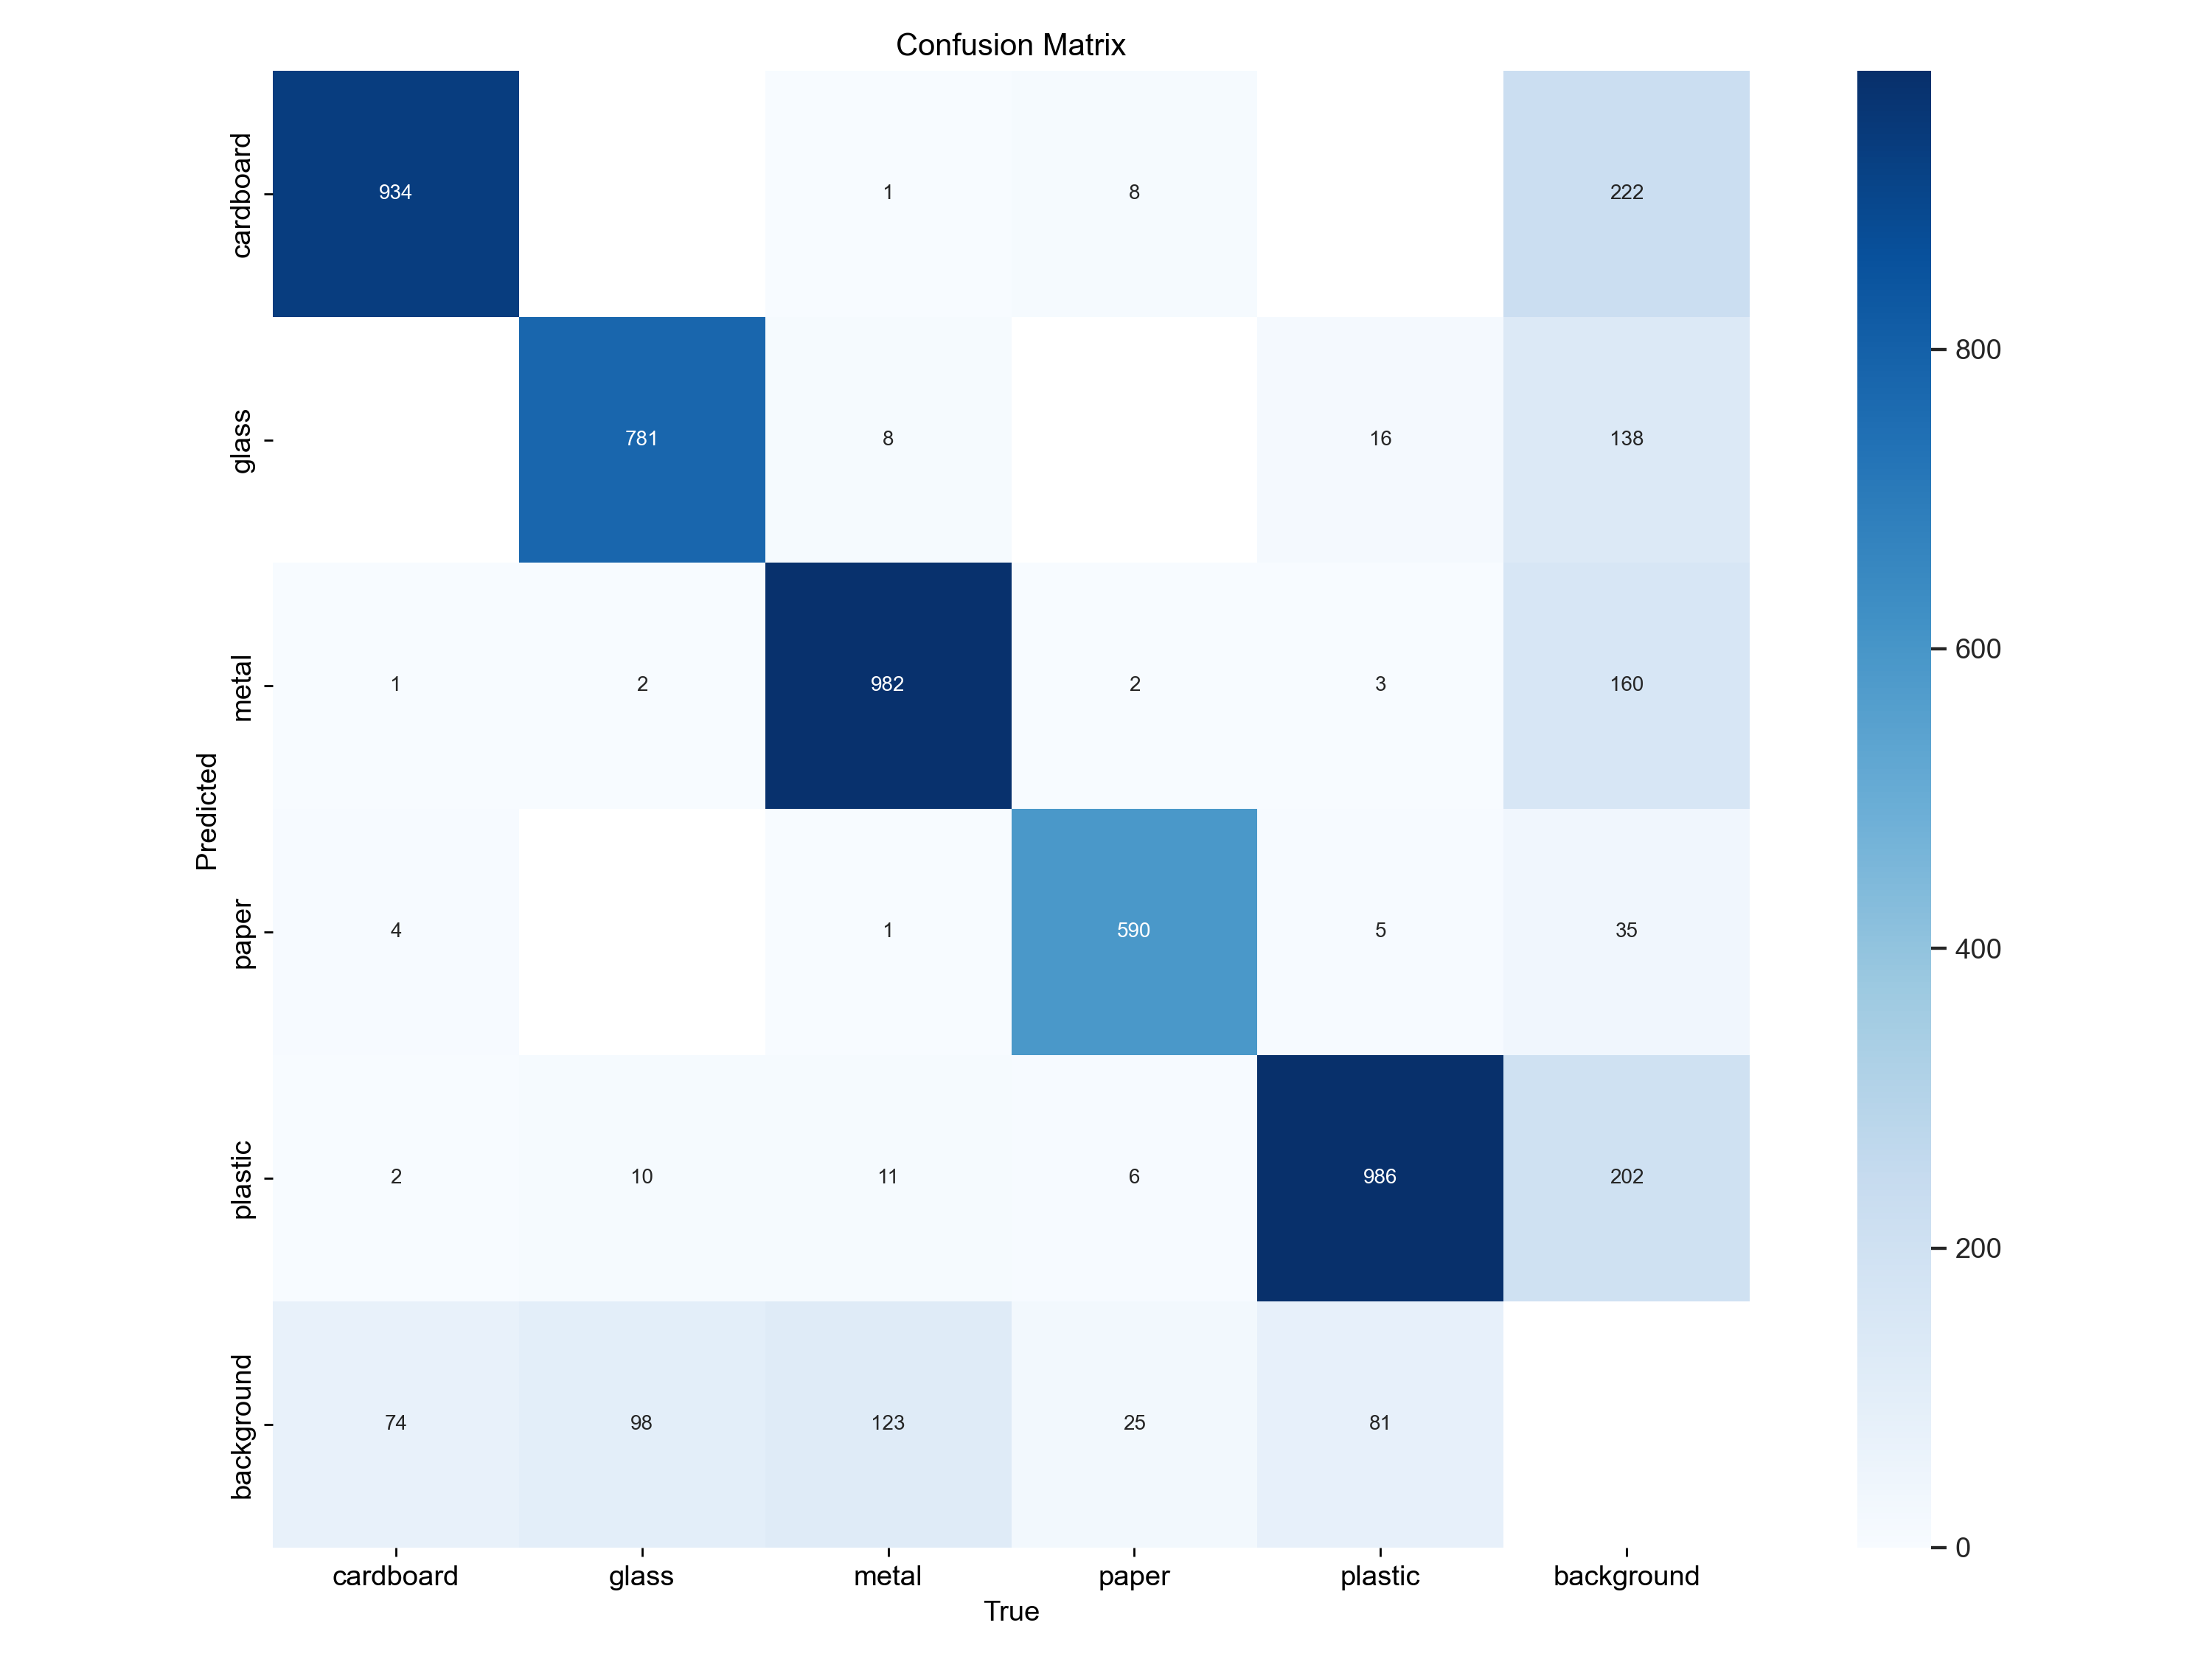 Confusion Matrix
cardboard
934
1
8
222
glass
781
8
16
138
metal
1
2
982
2
3
160
paper
4
1
590
5
35
plastic
2
10
11
6
986
202
background
74
98
123
25
81
Predicted
cardboard
glass
metal
paper
plastic
background
True
800
600
400
200
0